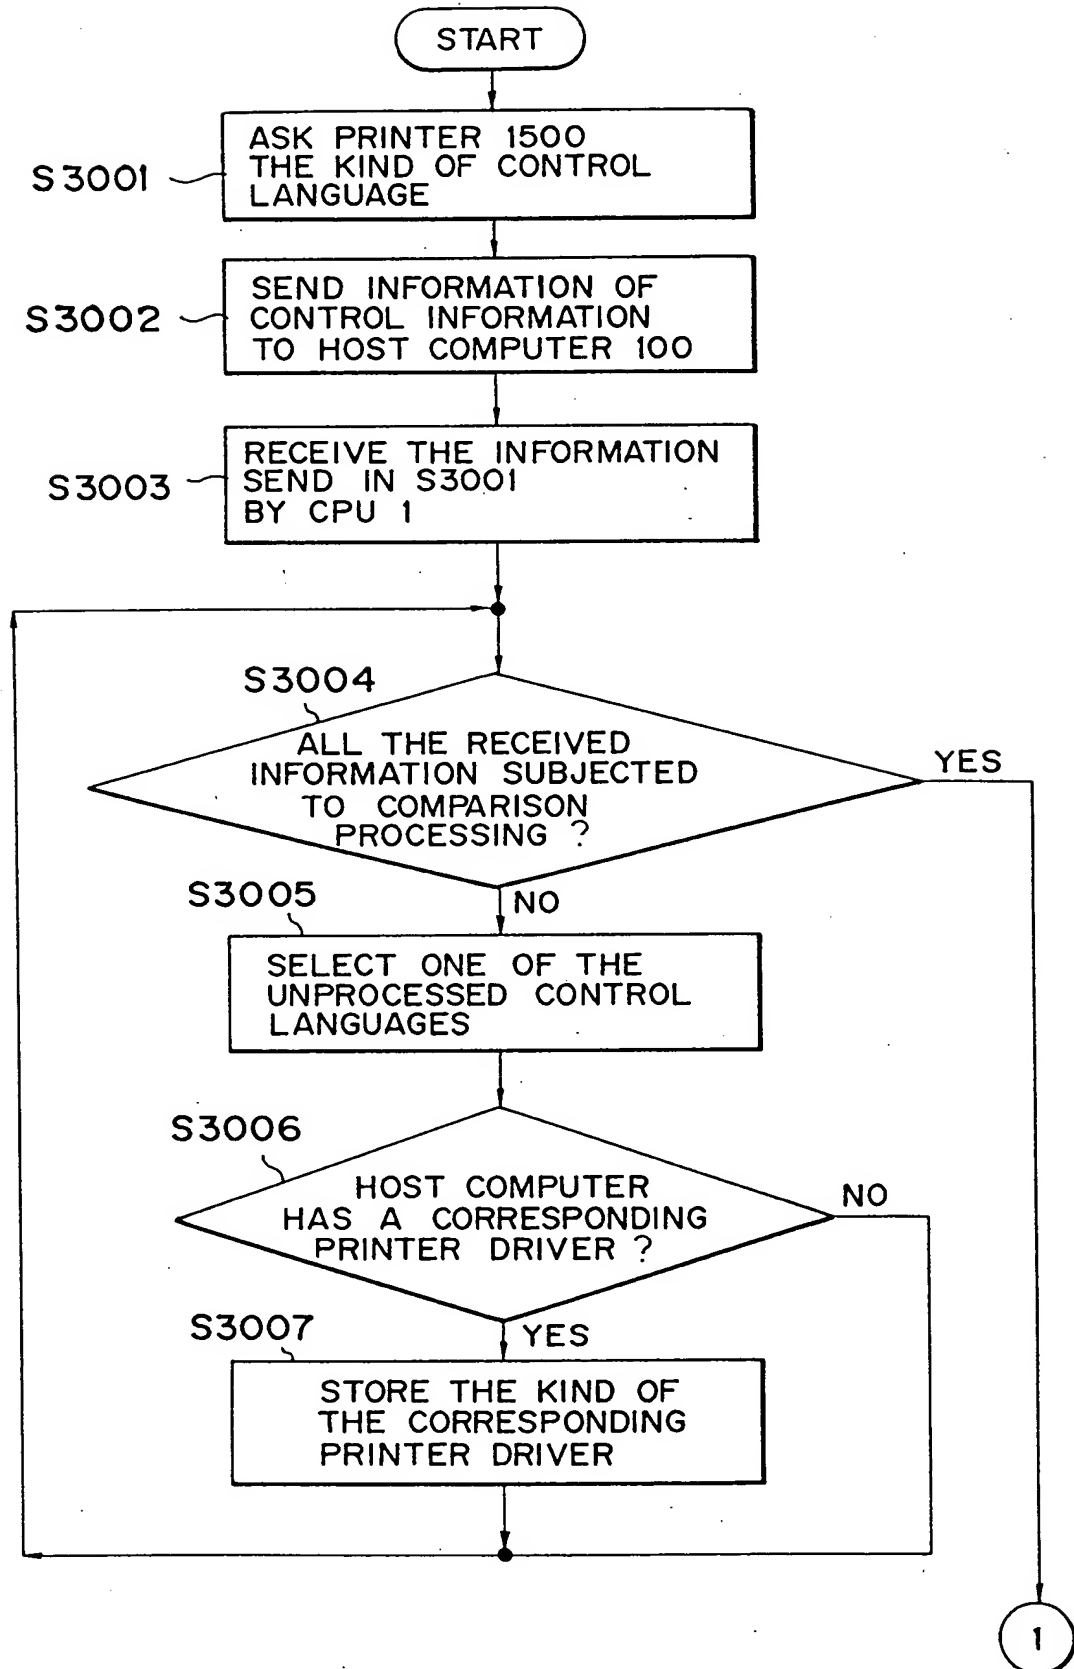 START
S3001
ASK PRINTER 1500
THE KIND OF CONTROL
LANGUAGE
S3002
SEND INFORMATION OF
CONTROL INFORMATION
TO HOST COMPUTER 100
S3003
RECEIVE THE INFORMATION
SEND IN S3001
BY CPU 1
S3004
ALL THE RECEIVED
INFORMATION SUBJECTED
TO COMPARISON
PROCESSING ?
YES
NO
S3005
SELECT ONE OF THE
UNPROCESSED CONTROL
LANGUAGES
S3006
HOST COMPUTER
HAS A CORRESPONDING
PRINTER DRIVER ?
NO
YES
S3007
STORE THE KIND OF
THE CORRESPONDING
PRINTER DRIVER
1